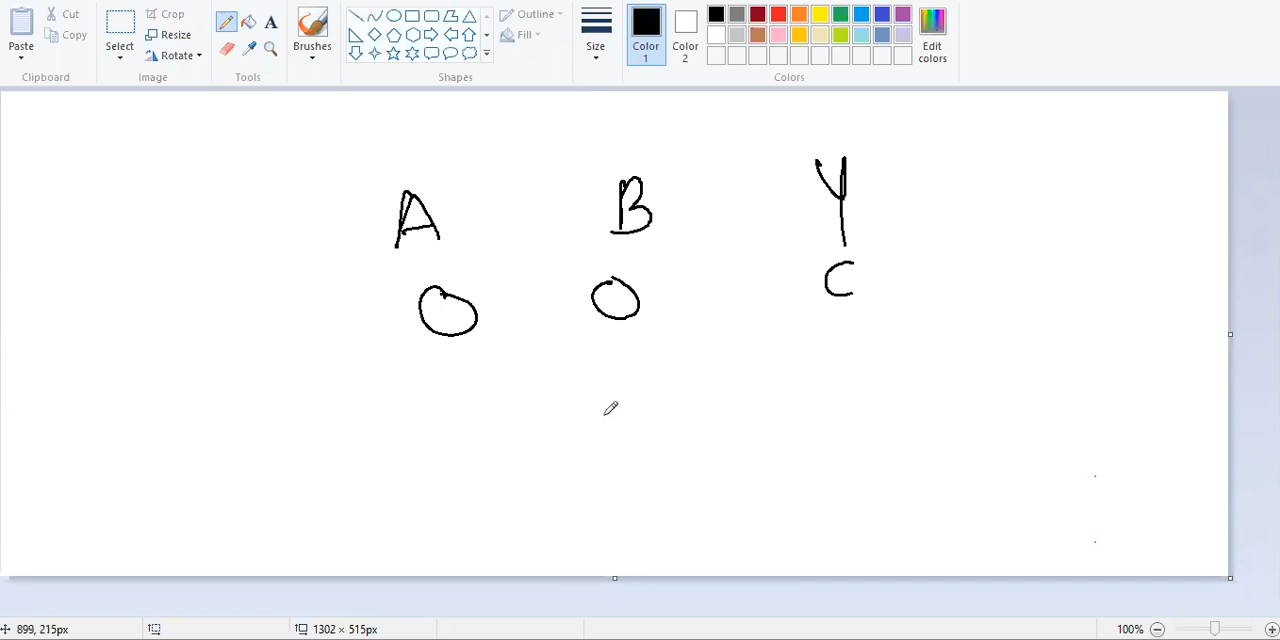 Paste
Cut
Copy
Clipboard
Select
Crop
Resize
Rotate
Image
A
Tools
Brushes
Outline
Fill
Shapes
Size
Color 1
Color 2
Edit colors
Colors
A B Y
O O C
899, 215px 1302 × 515px 100%